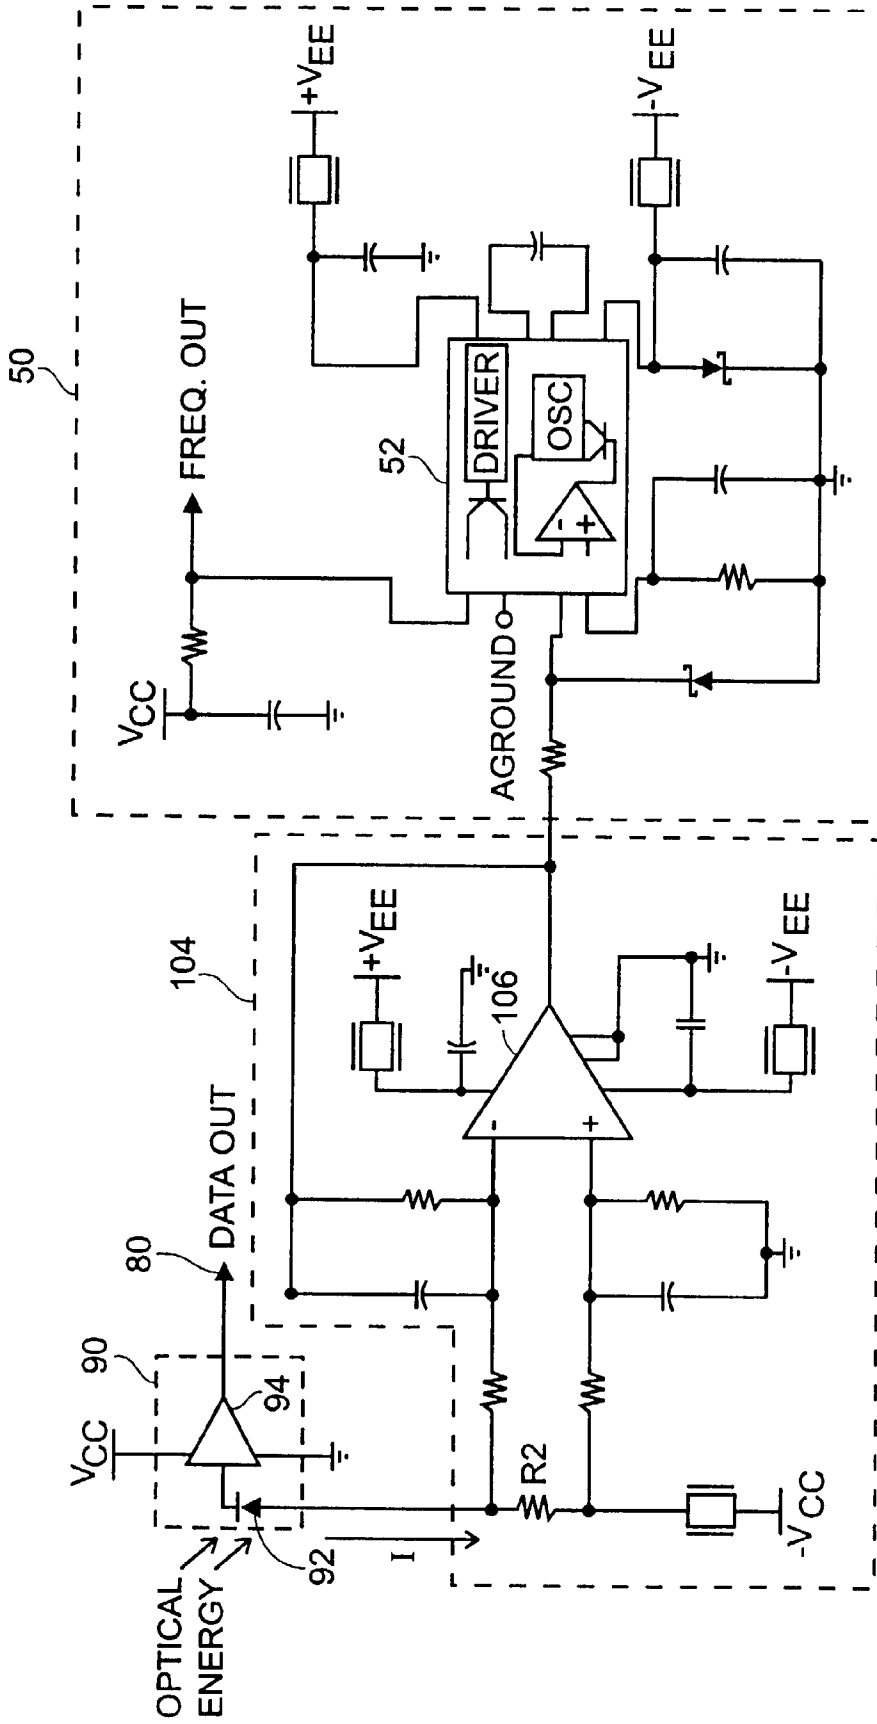 50
VCC
FREQ. OUT
+VEE
52
AGROUND
DRIVER
OSC
-
+
-VEE
104
+VEE
106
-
+
-VEE
OPTICAL
ENERGY
VCC
90
94
92
80
DATA OUT
I
R2
-VCC